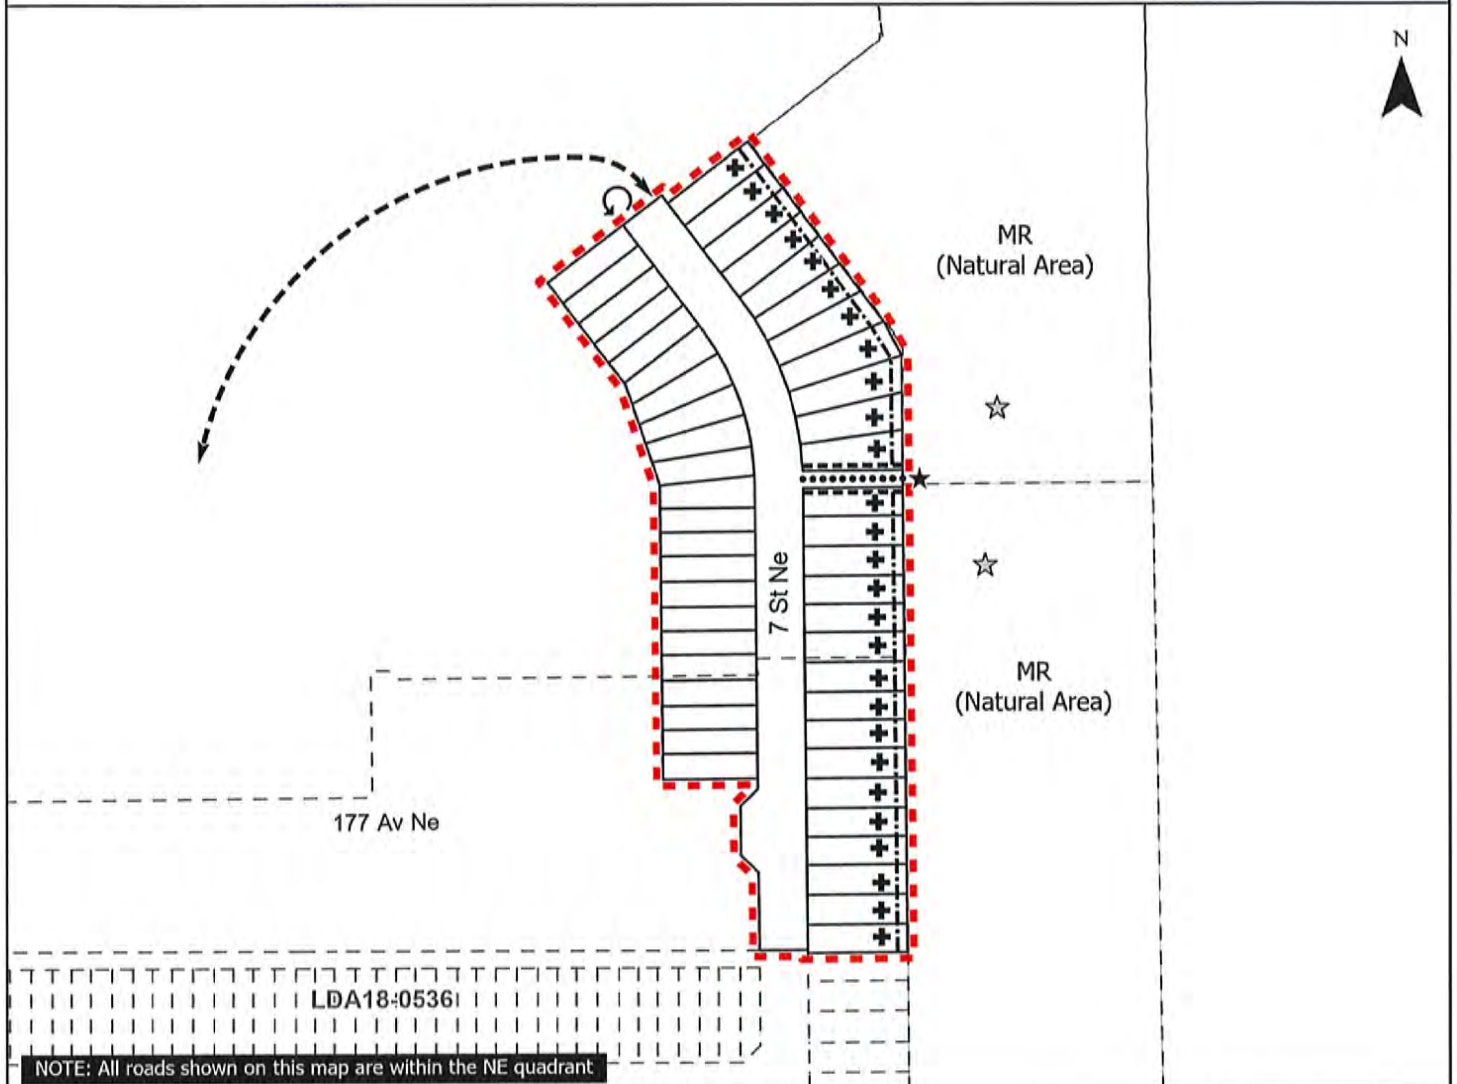 N
MR
(Natural Area)
7 St Ne
MR
(Natural Area)
177 Av Ne
LDA18-0536
NOTE: All roads shown on this map are within the NE quadrant